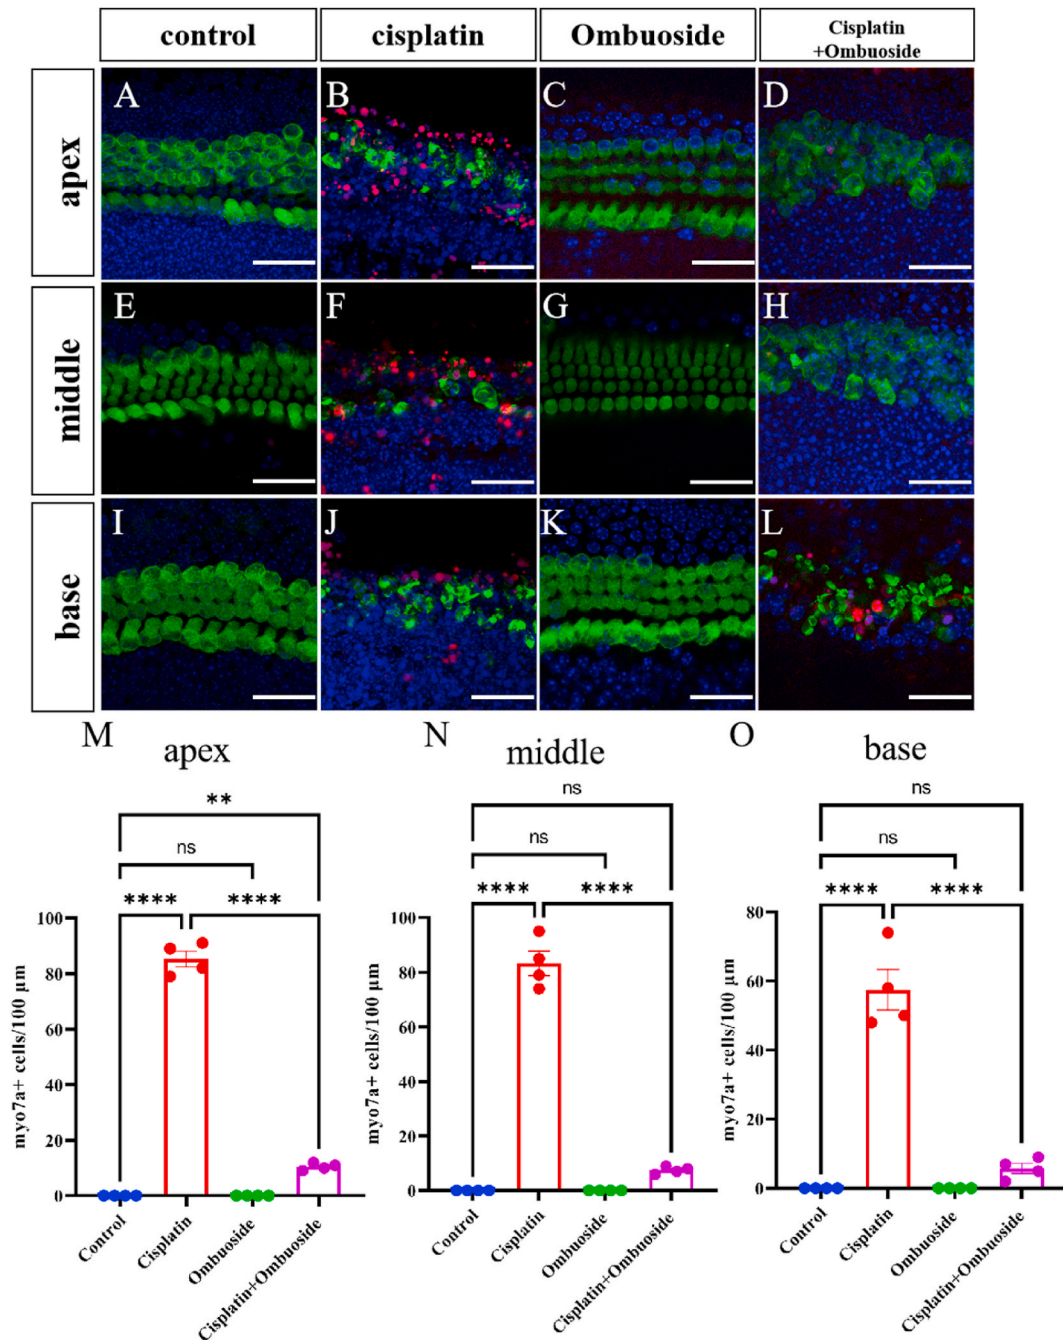 control
cisplatin
Ombuoside
Cisplatin
+Ombuoside
apex
A
B
C
D
middle
E
F
G
H
base
I
J
K
L
M
apex
N
middle
O
base
**
ns
****
****
myo7a+ cells/100 µm
100
80
60
40
20
0
Control
Cisplatin
Ombuoside
Cisplatin+Ombuoside
ns
ns
****
****
myo7a+ cells/100 µm
100
80
60
40
20
0
Control
Cisplatin
Ombuoside
Cisplatin+Ombuoside
ns
ns
****
****
myo7a+ cells/100 µm
80
60
40
20
0
Control
Cisplatin
Ombuoside
Cisplatin+Ombuoside